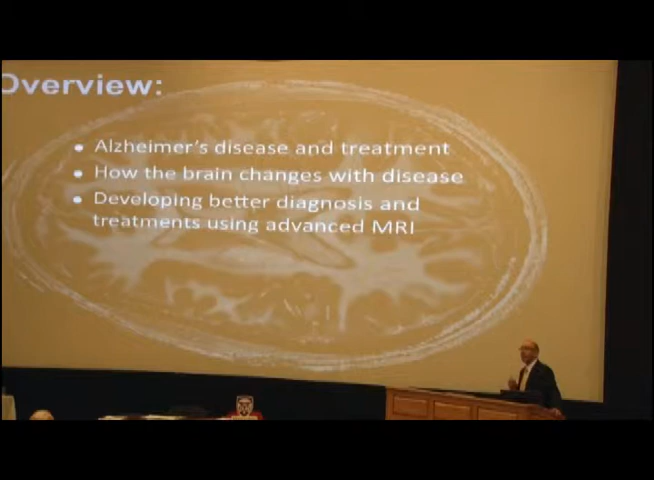 Overview:
• Alzheimer's disease and treatment
• How the brain changes with disease
• Developing better diagnosis and
treatments using advanced MRI